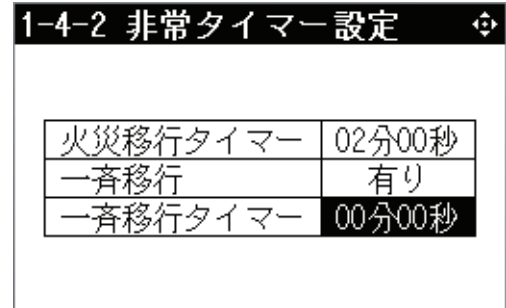 1-4-2 非常タイマー設定
火災移行タイマー 02分00秒
一斉移行 有り
一斉移行タイマー 00分00秒